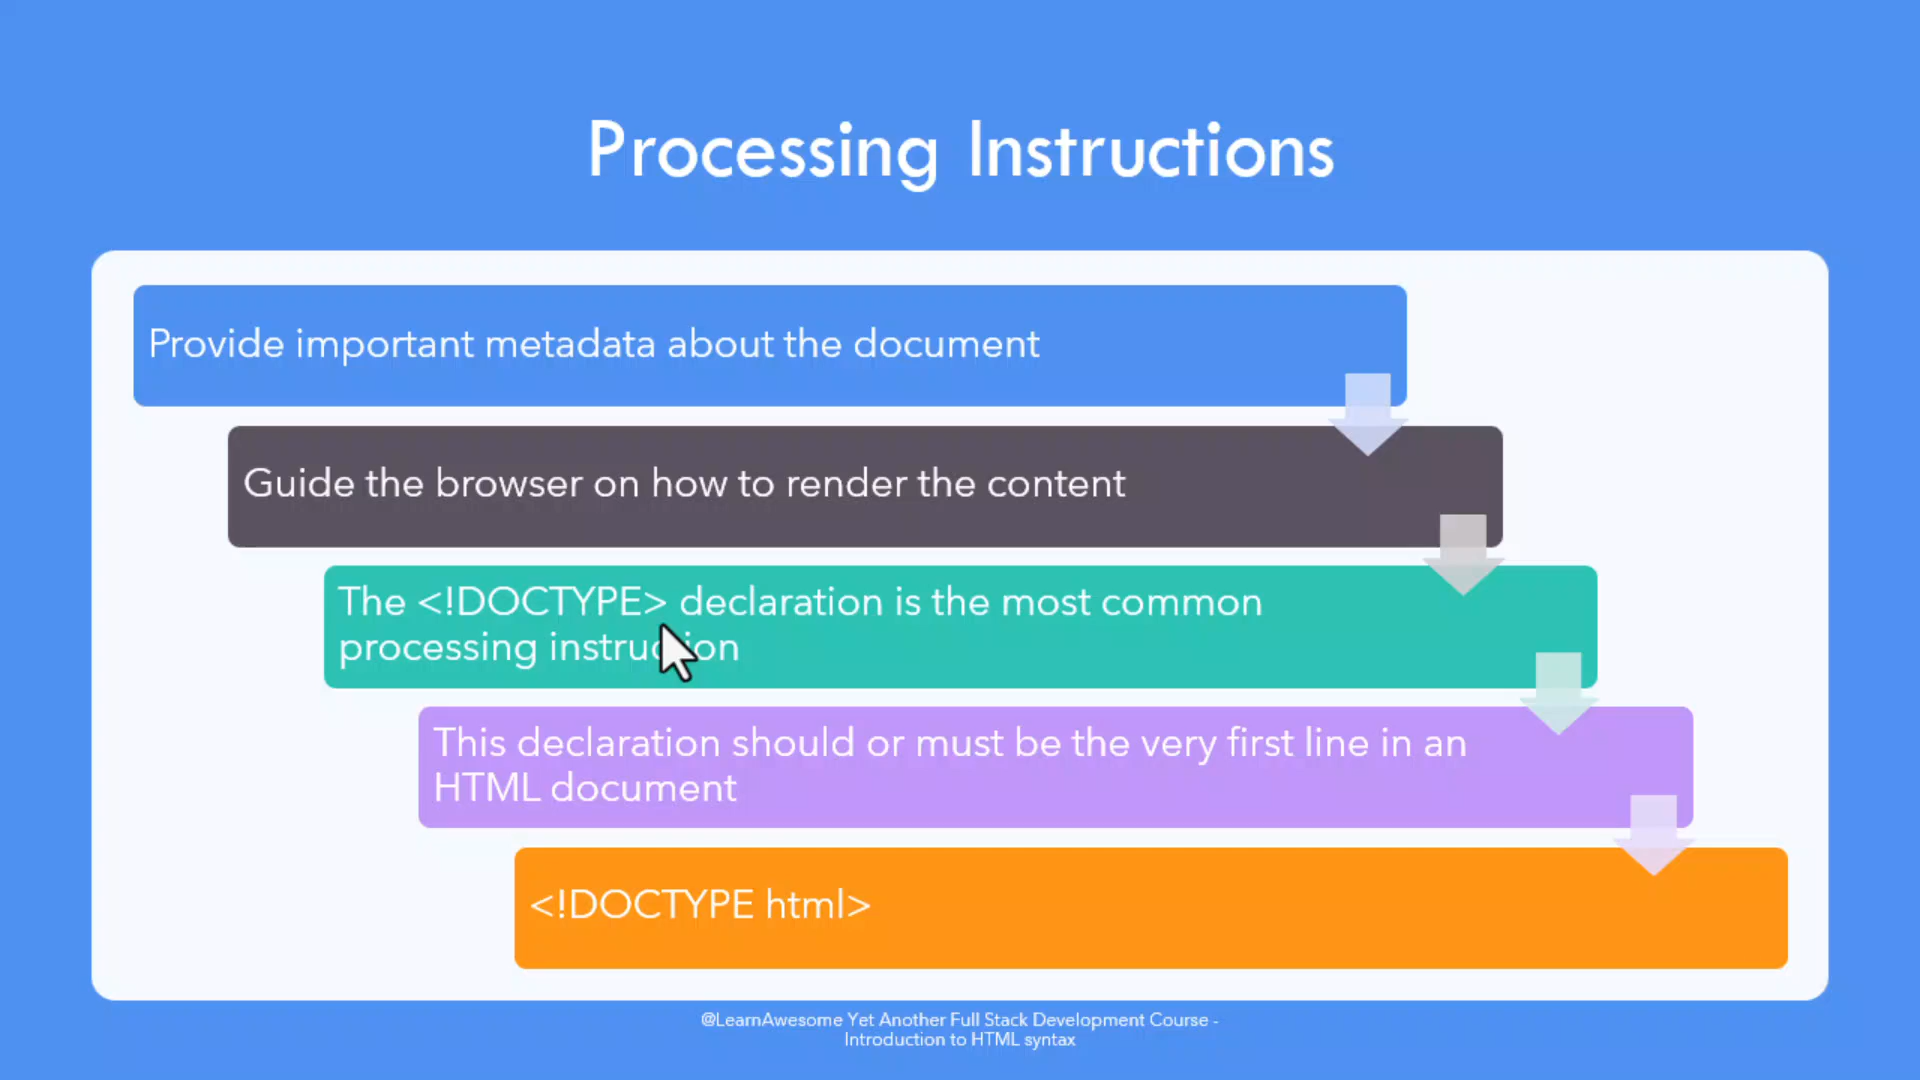 Processing Instructions
Provide important metadata about the document
Guide the browser on how to render the content
The <!DOCTYPE> declaration is the most common
processing instruction
This declaration should or must be the very first line in an
HTML document
<!DOCTYPE html>
@LearnAwesome Yet Another Full Stack Development Course -
Introduction to HTML syntax